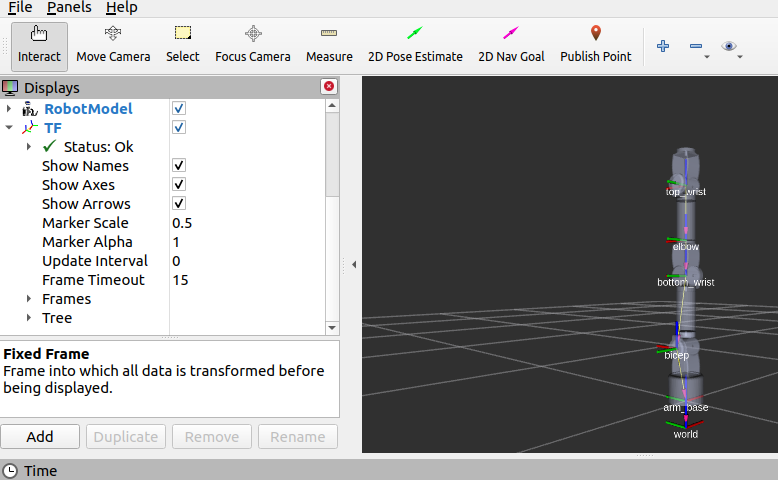 File Panels Help
Interact Move Camera Select Focus Camera Measure 2D Pose Estimate 2D Nav Goal Publish Point
Displays
RobotModel
TF
Status: Ok
Show Names
Show Axes
Show Arrows
Marker Scale 0.5
Marker Alpha 1
Update Interval 0
Frame Timeout 15
Frames
Tree
Fixed Frame
Frame into which all data is transformed before
being displayed.
Add Duplicate Remove Rename
top_wrist
elbow
bottom_wrist
bicep
arm_base
world
Time